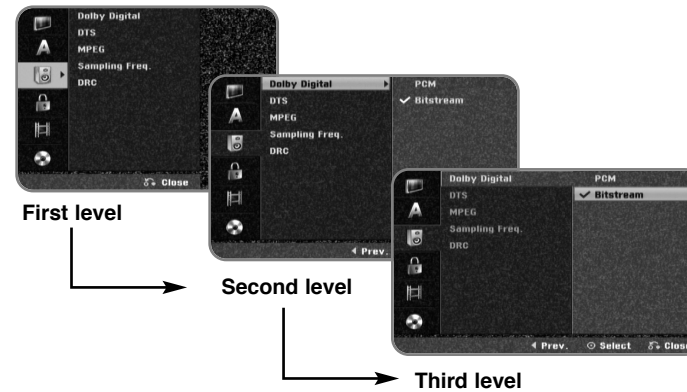 Dolby Digital
DTS
MPEG
Sampling Freq.
DRC
Close
First level
Dolby Digital
DTS
MPEG
Sampling Freq.
DRC
PCM
Bitstream
A
Prev.
Second level
Dolby Digital
DTS
MPEG
Sampling Freq.
DRC
PCM
Bitstream
A
Prev. Select Close
Third level